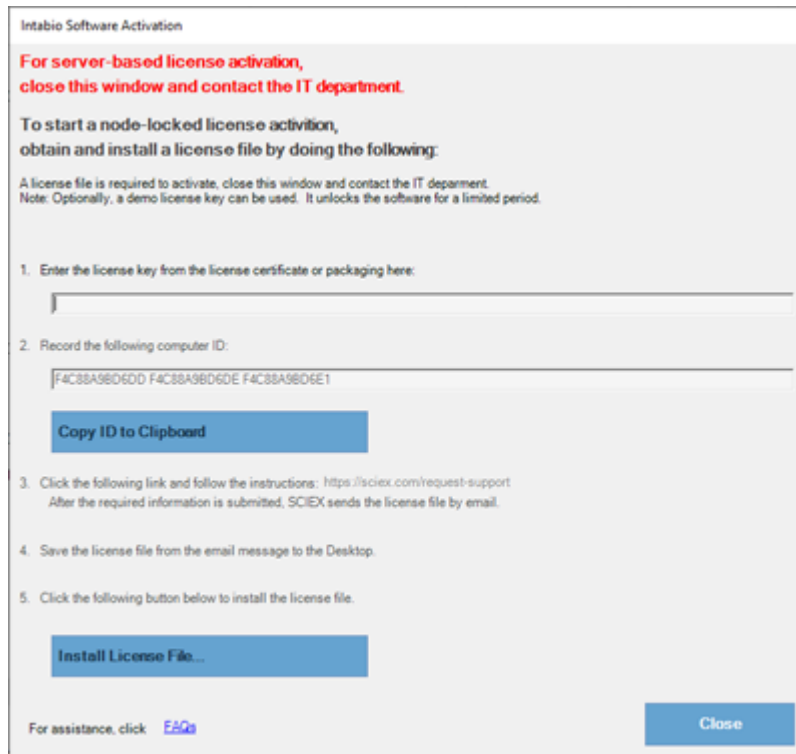 Intabio Software Activation
For server-based license activation,
close this window and contact the IT department.
To start a node-locked license activition,
obtain and install a license file by doing the following:
A license file is required to activate, close this window and contact the IT deparment.
Note: Optionally, a demo license key can be used. It unlocks the software for a limited period.
1. Enter the license key from the license certificate or packaging here:
2. Record the following computer ID:
F4C88A9BD6DD F4C88A9BD6DE F4C88A9BD6E1
Copy ID to Clipboard
3. Click the following link and follow the instructions: https://sciex.com/request-support
After the required information is submitted, SCIEX sends the license file by email.
4. Save the license file from the email message to the Desktop.
5. Click the following button below to install the license file.
Install License File...
For assistance, click FAQs
Close